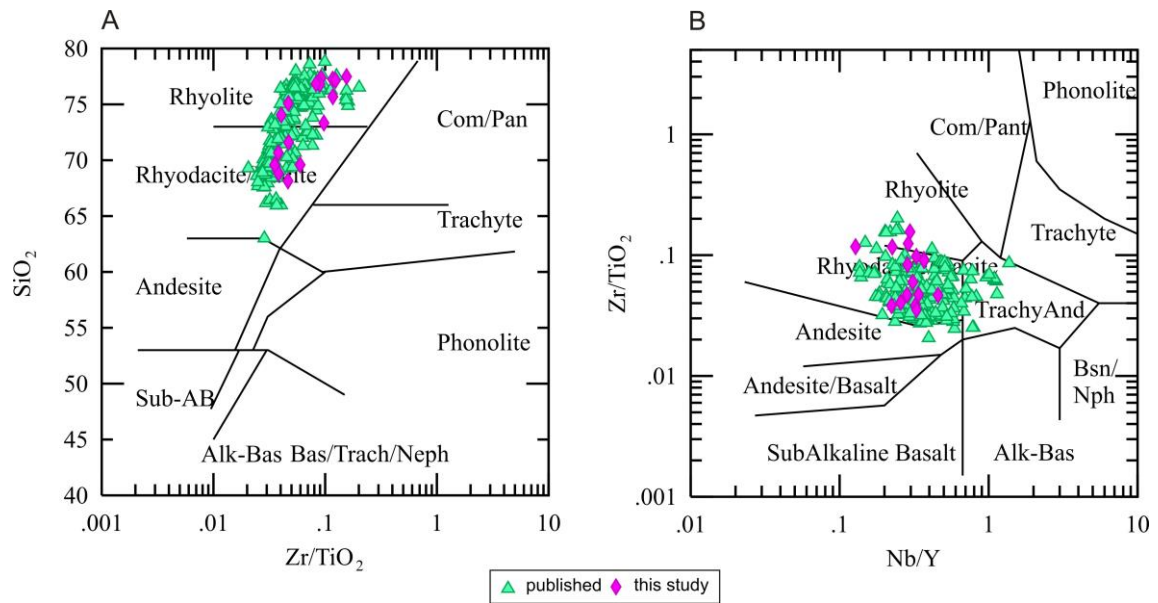 A
80
75
70
65
60
55
50
45
40
SiO2
Rhyolite
Com/Pan
Trachyte
Andesite
Phonolite
Sub-AB
Alk-Bas Bas/Trach/Neph
.001
.01
.1
1
10
Zr/TiO2
B
1
.1
.01
.001
Zr/TiO2
Phonolite
Com/Pant
Rhyolite
Trachyte
TrachyAnd
Andesite
Andesite/Basalt
Bsn/
Nph
SubAlkaline Basalt
Alk-Bas
.01
.1
1
10
Nb/Y
published
this study